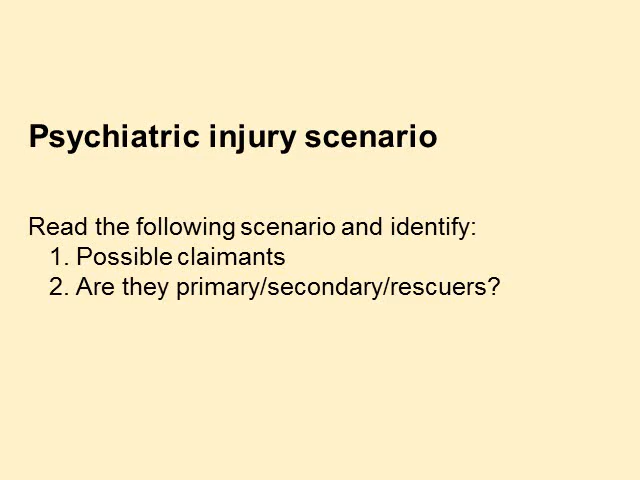 Psychiatric injury scenario
Read the following scenario and identify:
1. Possible claimants
2. Are they primary/secondary/rescuers?